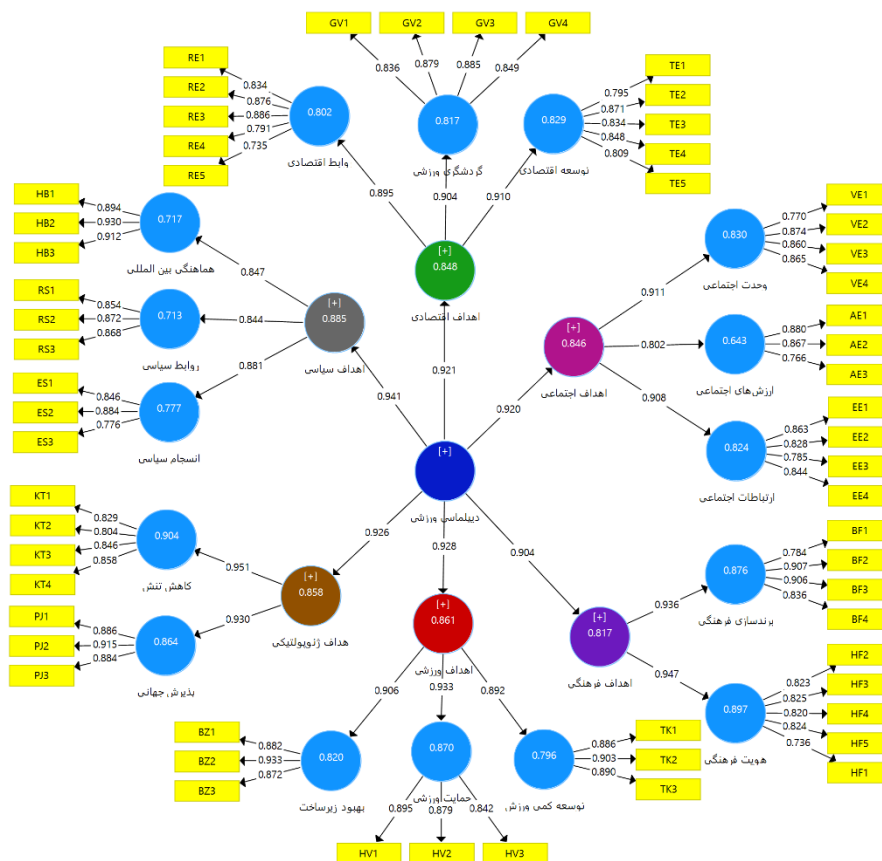 GV1
GV2
GV3
GV4
0.836
0.879
0.885
0.849
0.817
گردشگری ورزشی
RE1
RE2
RE3
RE4
RE5
0.834
0.876
0.886
0.791
0.735
0.802
وابط اقتصادی
TE1
TE2
TE3
TE4
TE5
0.795
0.871
0.834
0.848
0.809
0.829
توسعه اقتصادی
0.895
0.904
0.910
[+]
0.848
اهداف اقتصادی
HB1
HB2
HB3
0.894
0.930
0.912
0.717
هماهنگی بین المللی
RS1
RS2
RS3
0.854
0.872
0.868
0.713
روابط سیاسی
ES1
ES2
ES3
0.846
0.884
0.776
0.777
انسجام سیاسی
0.847
0.844
0.881
[+]
0.885
اهداف سیاسی
VE1
VE2
VE3
VE4
0.770
0.874
0.860
0.865
0.830
وحدت اجتماعی
AE1
AE2
AE3
0.880
0.867
0.766
0.643
ارزش‌های اجتماعی
EE1
EE2
EE3
EE4
0.863
0.828
0.785
0.844
0.824
ارتباطات اجتماعی
0.911
0.802
0.908
[+]
0.846
اهداف اجتماعی
0.941
0.921
0.920
[+]
دیپلماسی ورزشی
0.926
0.928
0.904
KT1
KT2
KT3
KT4
0.829
0.804
0.846
0.858
0.904
کاهش تنش
PJ1
PJ2
PJ3
0.886
0.915
0.884
0.864
پذیرش جهانی
0.951
0.930
[+]
0.858
هداف ژئوپولتیکی
[+]
0.861
اهداف ورزشی
0.906
0.933
0.892
BZ1
BZ2
BZ3
0.882
0.933
0.872
0.820
بهبود زیرساخت
0.870
حمایت ورزشی
0.895
0.879
0.842
HV1
HV2
HV3
0.796
توسعه کمی ورزش
0.886
0.903
0.890
TK1
TK2
TK3
[+]
0.817
اهداف فرهنگی
0.936
0.947
BF1
BF2
BF3
BF4
0.784
0.907
0.906
0.836
0.876
برندسازی فرهنگی
HF2
HF3
HF4
HF5
HF1
0.823
0.825
0.820
0.824
0.736
0.897
هویت فرهنگی